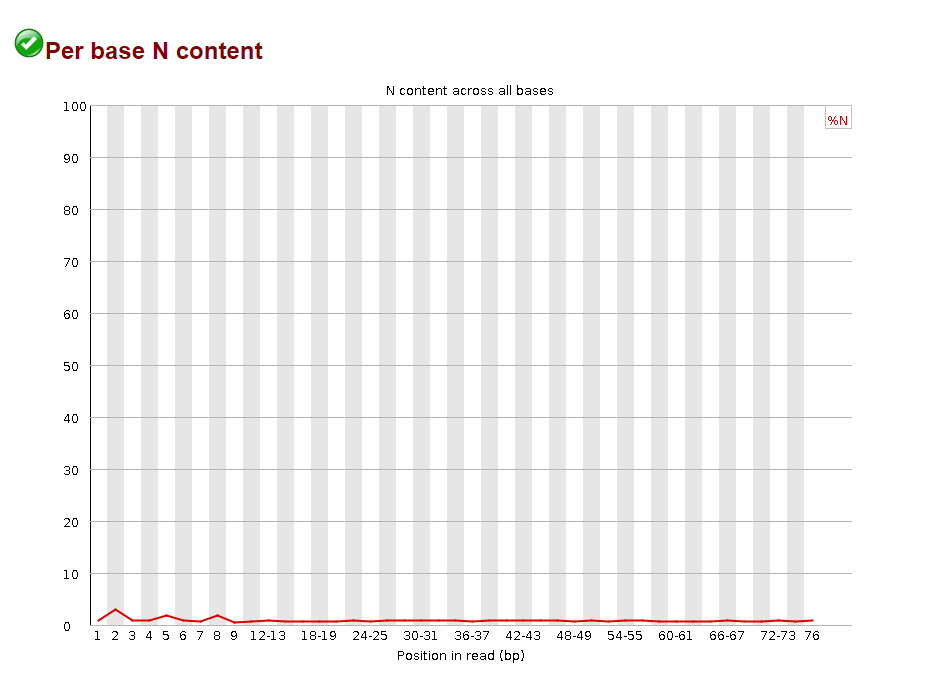 Per base N content
N content across all bases
100
%N
90
80
70
60
50
40
30
20
10
0
1 2 3 4 5 6 7 8 9 12-13 18-19 24-25 30-31 36-37 42-43 48-49 54-55 60-61 66-67 72-73 76
Position in read (bp)